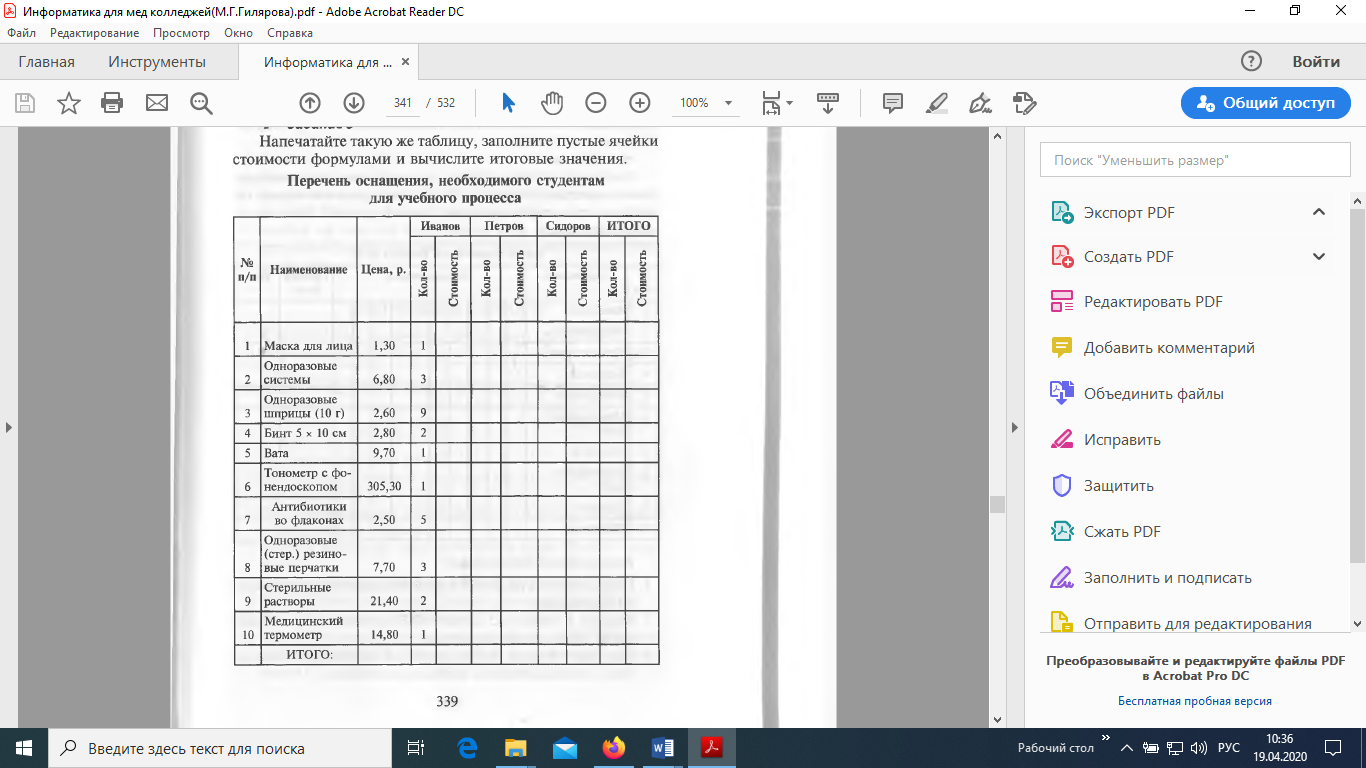 Информатика для мед колледжей(М.Г.Гилярова).pdf - Adobe Acrobat Reader DC
Файл Редактирование Просмотр Окно Справка
Главная Инструменты Информатика для ... × Войти
341 / 532 100% Общий доступ
Напечатайте такую же таблицу, заполните пустые ячейки
стоимости формулами и вычислите итоговые значения.
Перечень оснащения, необходимого студентам
для учебного процесса
№ п/п Наименование Цена, р. Иванов Петров Сидоров ИТОГО
Кол-во Стоимость Кол-во Стоимость Кол-во Стоимость Кол-во Стоимость
1 Маска для лица 1,30 1
Одноразовые
2 системы 6,80 3
Одноразовые
3 шприцы (10 г) 2,60 9
4 Бинт 5 × 10 см 2,80 2
5 Вата 9,70 1
Тонометр с фо-
6 нендоскопом 305,30 1
Антибиотики
7 во флаконах 2,50 5
Одноразовые
(стер.) резино-
8 вые перчатки 7,70 3
Стерильные
9 растворы 21,40 2
Медицинский
10 термометр 14,80 1
ИТОГО:
339
Поиск "Уменьшить размер"
Экспорт PDF
Создать PDF
Редактировать PDF
Добавить комментарий
Объединить файлы
Исправить
Защитить
Сжать PDF
Заполнить и подписать
Отправить для редактирования
Преобразовывайте и редактируйте файлы PDF
в Acrobat Pro DC
Бесплатная пробная версия
Введите здесь текст для поиска
Рабочий стол
РУС
10:36
19.04.2020